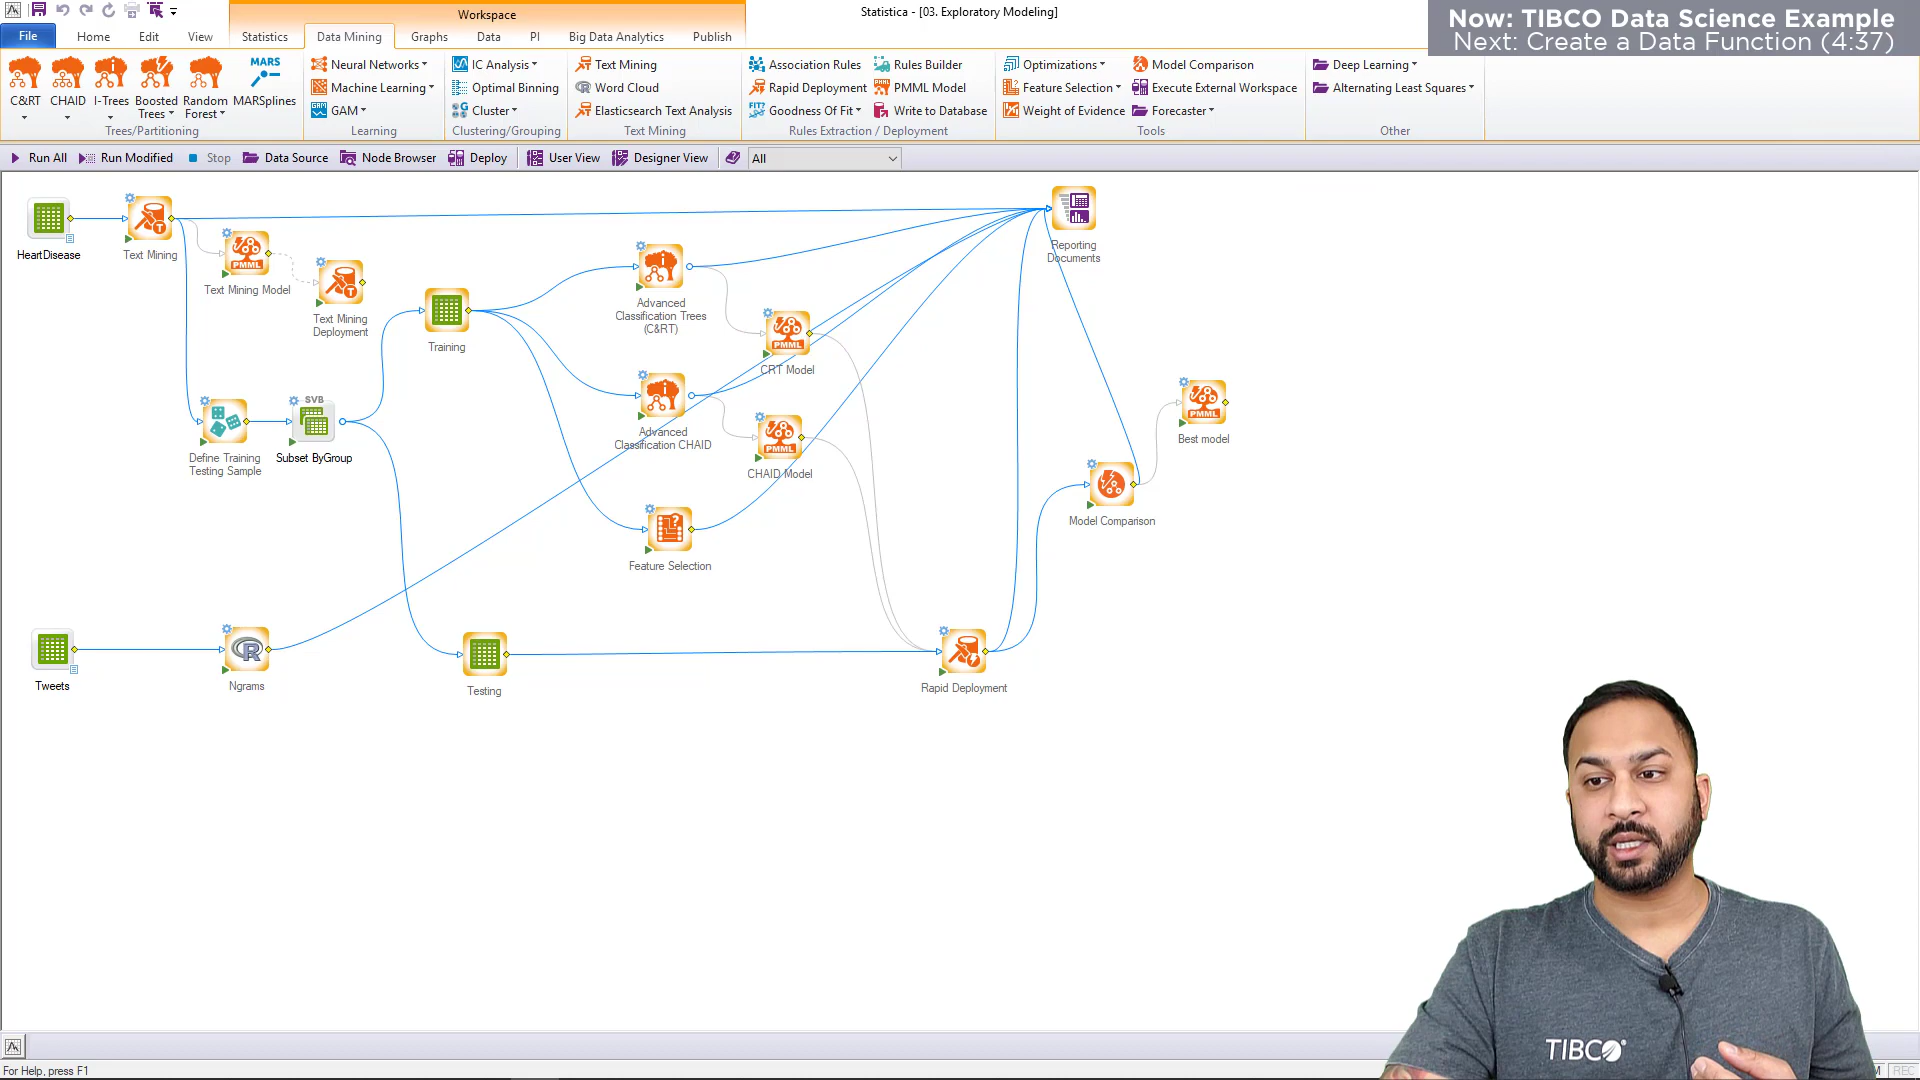 Workspace
Statistica - [03. Exploratory Modeling]
Now: TIBCO Data Science Example
Next: Create a Data Function (4:37)
File
Home
Edit
View
Statistics
Data Mining
Graphs
Data
PI
Big Data Analytics
Publish
C&RT
CHAID
I-Trees
Boosted
Trees
Random
Forest
MARS
MARSplines
Trees/Partitioning
Neural Networks
Machine Learning
GAM
Learning
IC Analysis
Optimal Binning
Cluster
Clustering/Grouping
Text Mining
Word Cloud
Elasticsearch Text Analysis
Text Mining
Association Rules
Rapid Deployment
Goodness Of Fit
Rules Builder
PMML Model
Write to Database
Rules Extraction / Deployment
Optimizations
Feature Selection
Weight of Evidence
Model Comparison
Execute External Workspace
Forecaster
Tools
Deep Learning
Alternating Least Squares
Other
Run All
Run Modified
Stop
Data Source
Node Browser
Deploy
User View
Designer View
All
HeartDisease
Text Mining
PMML
Text Mining Model
Text Mining
Deployment
Training
Advanced
Classification Trees
(C&RT)
PMML
CRT Model
Reporting
Documents
Define Training
Testing Sample
SVB
Subset ByGroup
Advanced
Classification CHAID
PMML
CHAID Model
PMML
Best model
Model Comparison
Feature Selection
Tweets
R
Ngrams
Testing
Rapid Deployment
TIBCO
For Help, press F1
REC